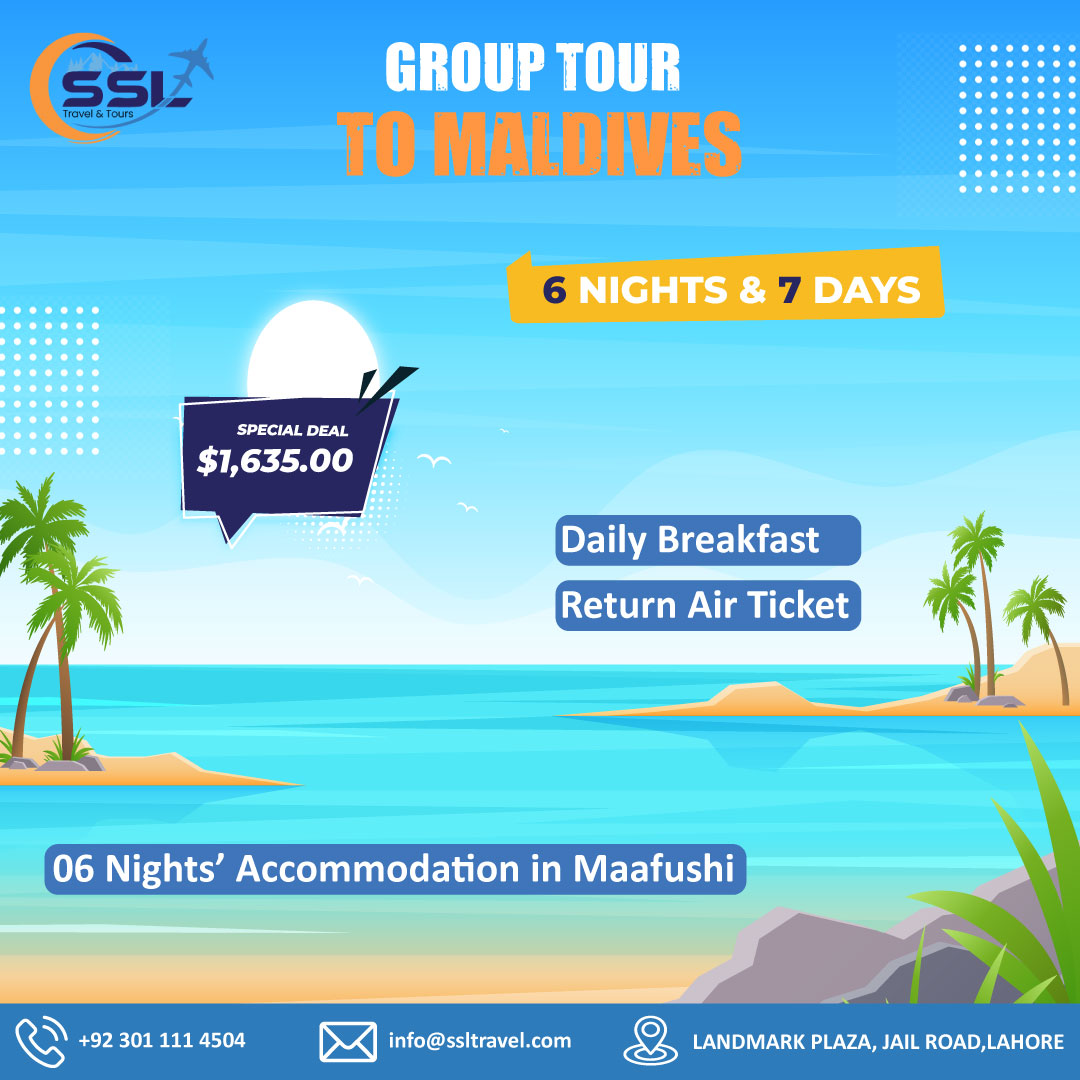 SSL
Travel & Tours
GROUP TOUR
TO MALDIVES
6 NIGHTS & 7 DAYS
SPECIAL DEAL
$1,635.00
Daily Breakfast
Return Air Ticket
06 Nights’ Accommodation in Maafushi
+92 301 111 4504
info@ssltravel.com
LANDMARK PLAZA, JAIL ROAD,LAHORE